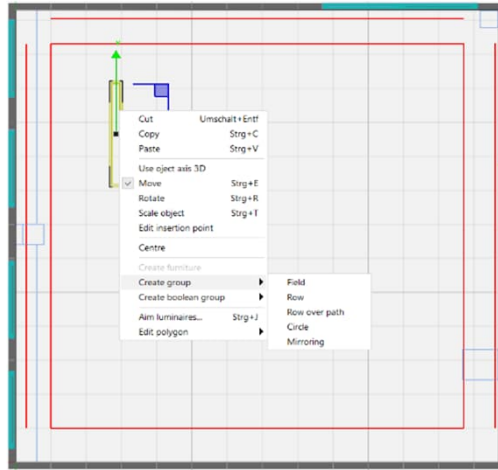 Cut Umschalt+Entf
Copy Strg+C
Paste Strg+V
Use oject axis 3D
Move Strg+E
Rotate Strg+R
Scale object Strg+T
Edit insertion point
Centre
Create furniture
Create group
Create boolean group
Aim luminaires... Strg+J
Edit polygon
Field
Row
Row over path
Circle
Mirroring